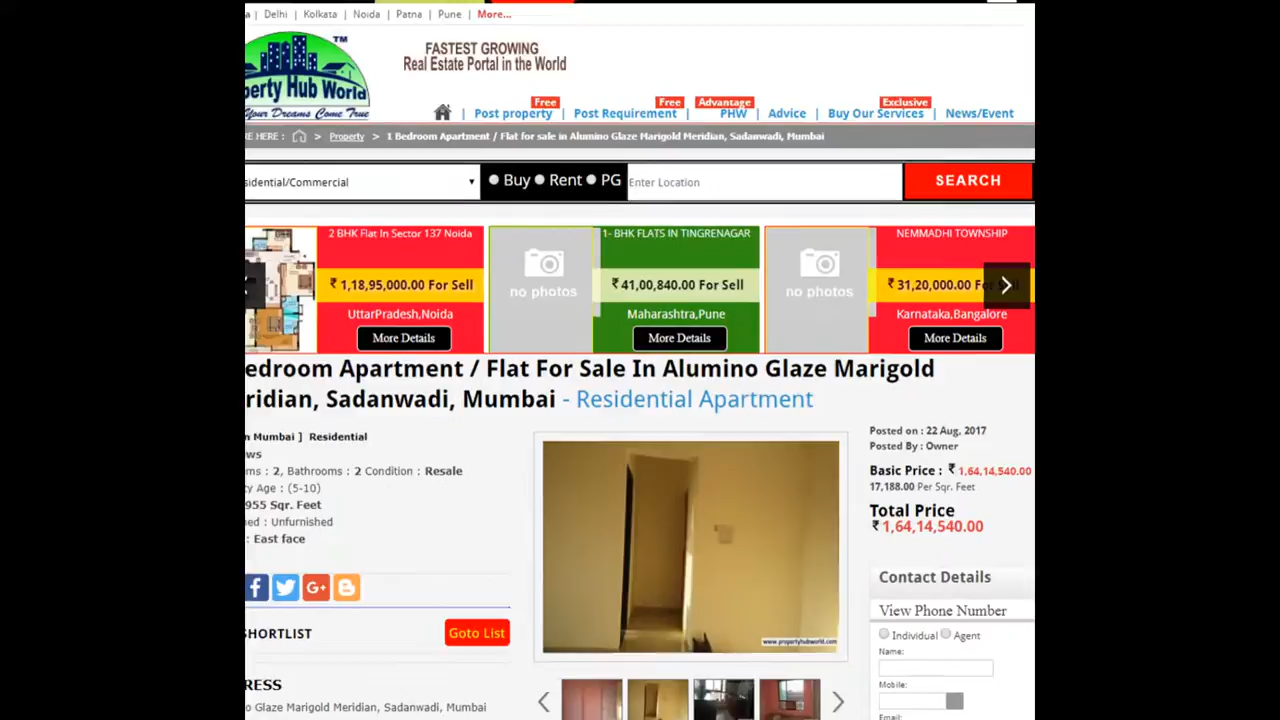 a | Delhi | Kolkata | Noida | Patna | Pune | More...
TM
perty Hub World
Your Dreams Come True
FASTEST GROWING
Real Estate Portal in the World
Free Free Advantage Exclusive
| Post property | Post Requirement | PHW | Advice | Buy Our Services | News/Event
RE HERE : > Property > 1 Bedroom Apartment / Flat for sale in Alumino Glaze Marigold Meridian, Sadanwadi, Mumbai
sidential/Commercial Buy Rent PG Enter Location SEARCH
2 BHK Flat In Sector 137 Noida
₹ 1,18,95,000.00 For Sell
UttarPradesh,Noida
More Details
no photos
1- BHK FLATS IN TINGRENAGAR
₹ 41,00,840.00 For Sell
Maharashtra,Pune
More Details
no photos
NEMMADHI TOWNSHIP
₹ 31,20,000.00 For Sell
Karnataka,Bangalore
More Details
edroom Apartment / Flat For Sale In Alumino Glaze Marigold
ridian, Sadanwadi, Mumbai - Residential Apartment
n Mumbai ] Residential
ws
ms : 2, Bathrooms : 2 Condition : Resale
ty Age : (5-10)
955 Sqr. Feet
ed : Unfurnished
: East face
SHORTLIST
Goto List
RESS
o Glaze Marigold Meridian, Sadanwadi, Mumbai
www.propertyhubworld.com
Posted on : 22 Aug, 2017
Posted By : Owner
Basic Price : ₹ 1,64,14,540.00
17,188.00 Per Sqr. Feet
Total Price
₹ 1,64,14,540.00
Contact Details
View Phone Number
Individual Agent
Name:
Mobile:
Email: